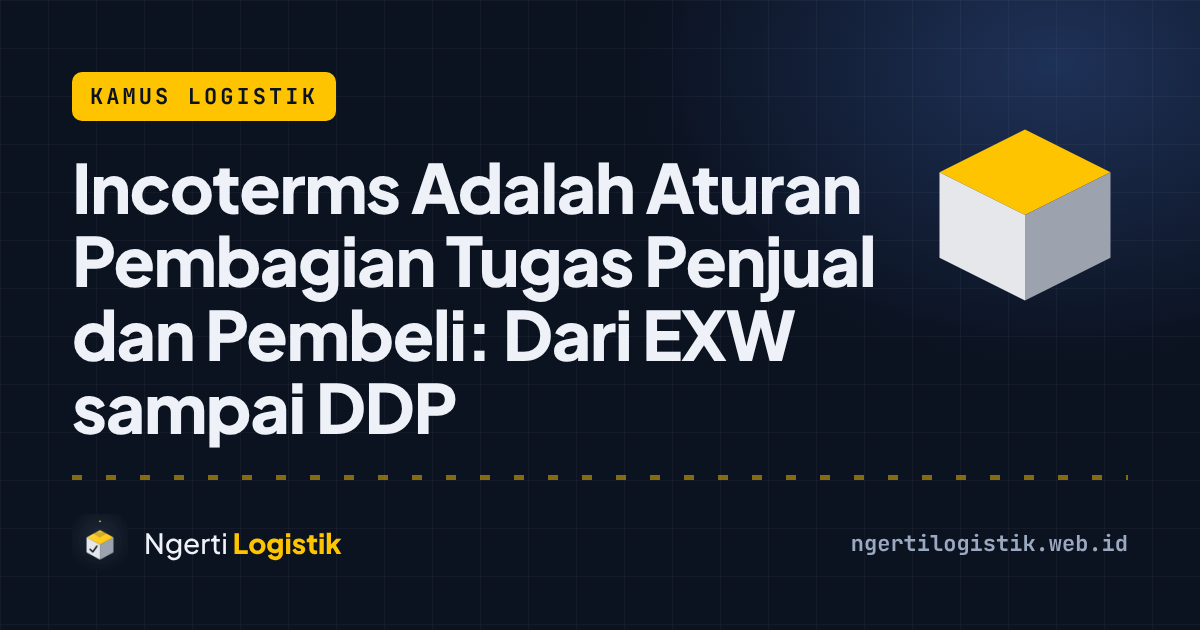 KAMUS LOGISTIK
Incoterms Adalah Aturan
Pembagian Tugas Penjual
dan Pembeli: Dari EXW
sampai DDP
Ngerti Logistik
ngertilogistik.web.id